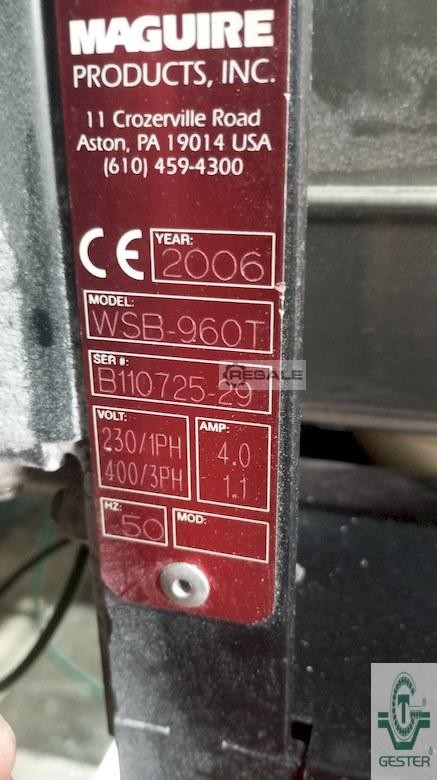 MAGUIRE
PRODUCTS, INC.
11 Crozerville Road
Aston, PA 19014 USA
(610) 459-4300
CE
YEAR:
2006
MODEL:
WSB-960T
SER #:
B110725-29
RESALE
VOLT:
230/1PH
400/3PH
AMP:
4.0
1.1
HZ:
50
MOD:
GESTER